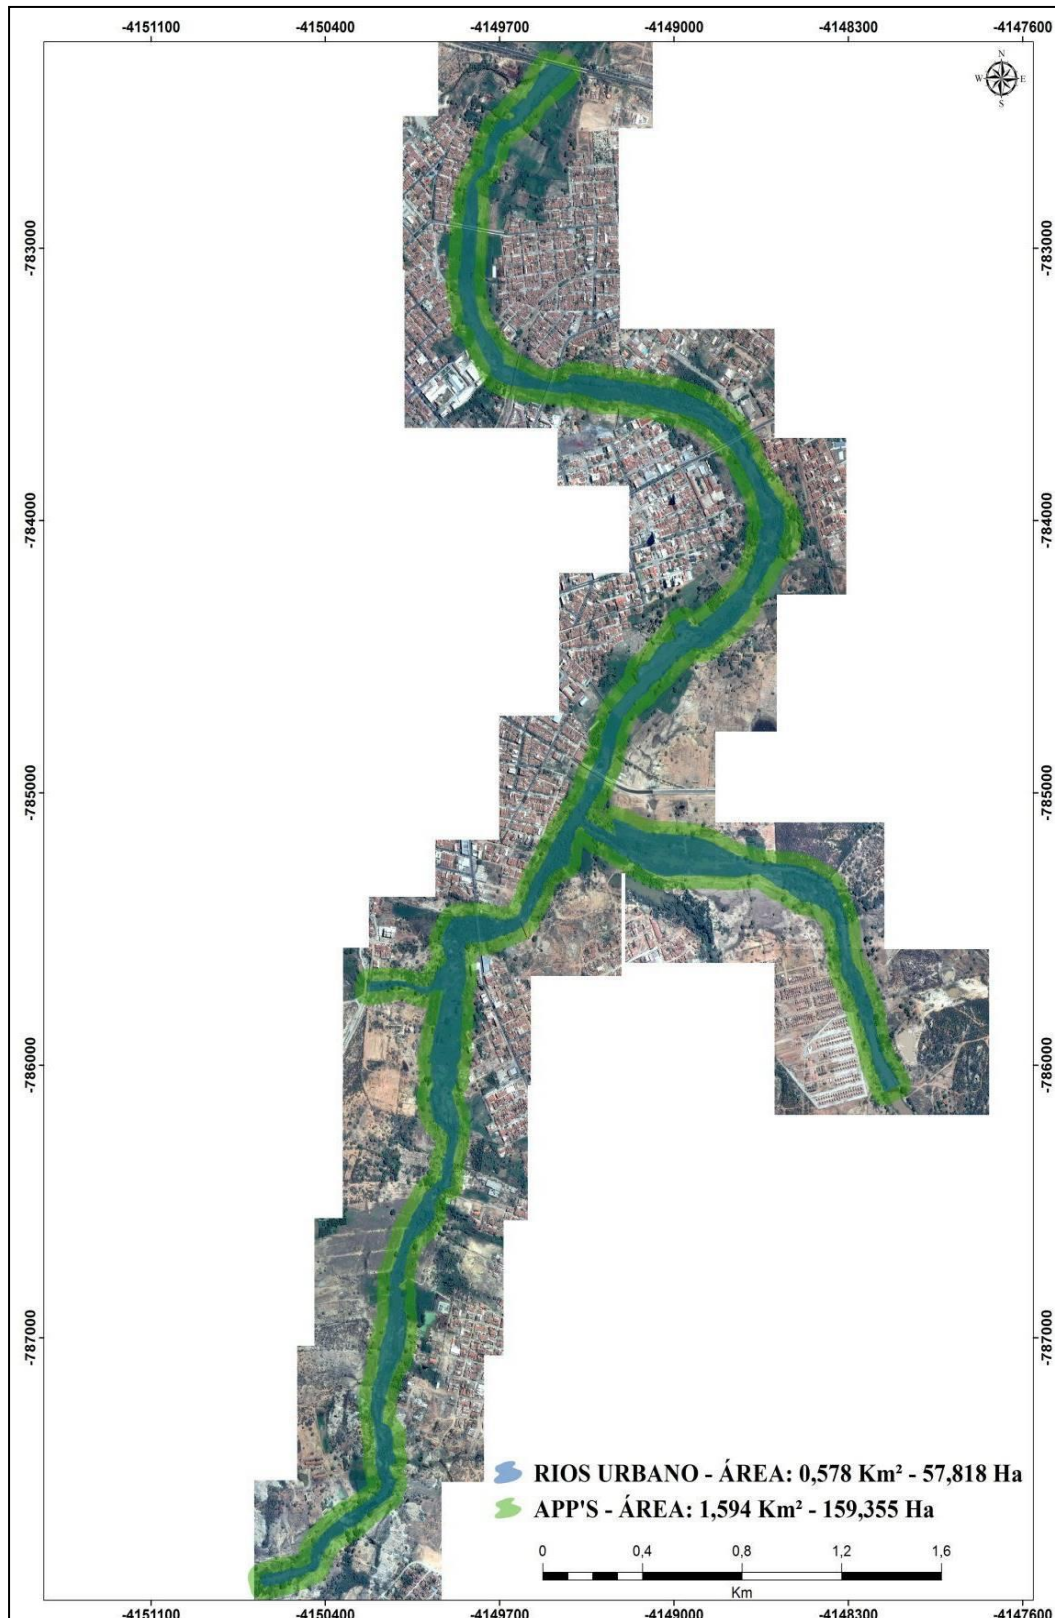 -4151100 -4150400 -4149700 -4149000 -4148300 -4147600
N
W E
S
-783000 -783000
-784000 -784000
-785000 -785000
-786000 -786000
-787000 -787000
RIOS URBANO - ÁREA: 0,578 Km² - 57,818 Ha
APP'S - ÁREA: 1,594 Km² - 159,355 Ha
0 0,4 0,8 1,2 1,6
Km
-4151100 -4150400 -4149700 -4149000 -4148300 -4147600